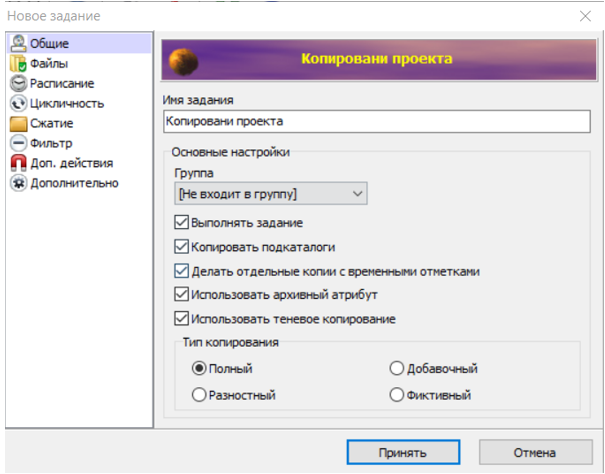 Новое задание
Общие
Файлы
Расписание
Цикличность
Сжатие
Фильтр
Доп. действия
Дополнительно
Копировани проекта
Имя задания
Копировани проекта
Основные настройки
Группа
[Не входит в группу]
Выполнять задание
Копировать подкаталоги
Делать отдельные копии с временными отметками
Использовать архивный атрибут
Использовать теневое копирование
Тип копирования
Полный
Добавочный
Разностный
Фиктивный
Принять
Отмена